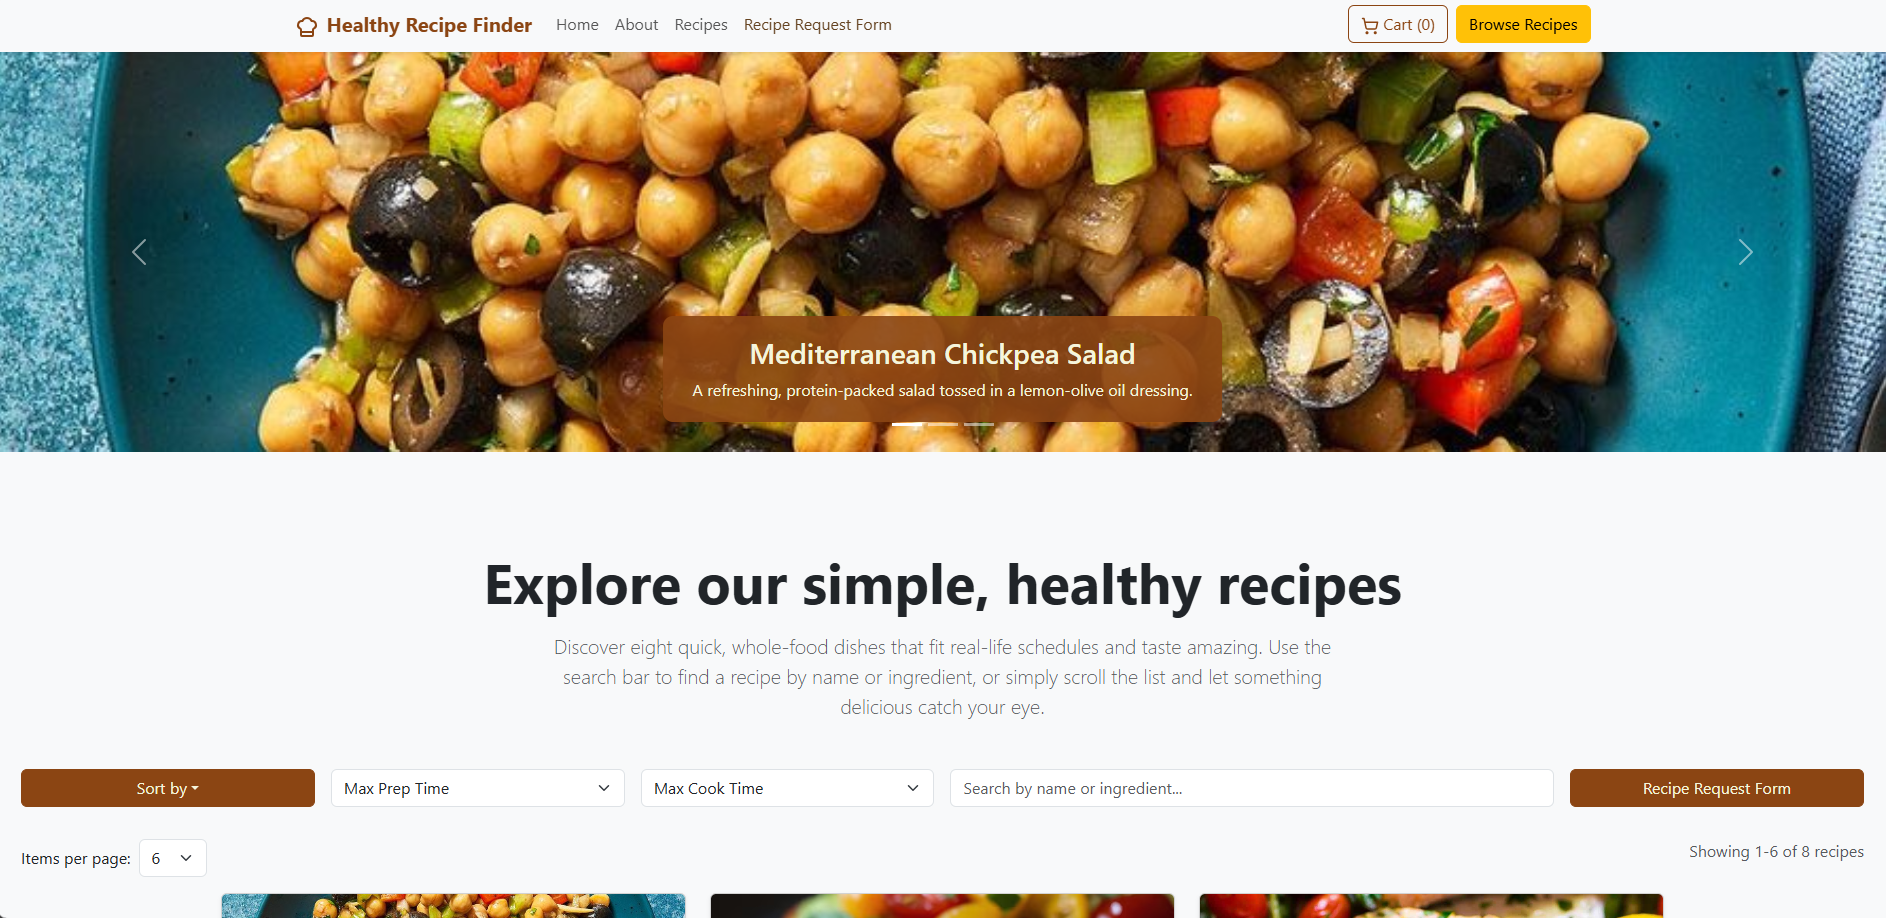 Healthy Recipe Finder Home About Recipes Recipe Request Form Cart (0) Browse Recipes
Mediterranean Chickpea Salad
A refreshing, protein-packed salad tossed in a lemon-olive oil dressing.
Explore our simple, healthy recipes
Discover eight quick, whole-food dishes that fit real-life schedules and taste amazing. Use the
search bar to find a recipe by name or ingredient, or simply scroll the list and let something
delicious catch your eye.
Sort by Max Prep Time Max Cook Time Search by name or ingredient... Recipe Request Form
Items per page: 6 Showing 1-6 of 8 recipes